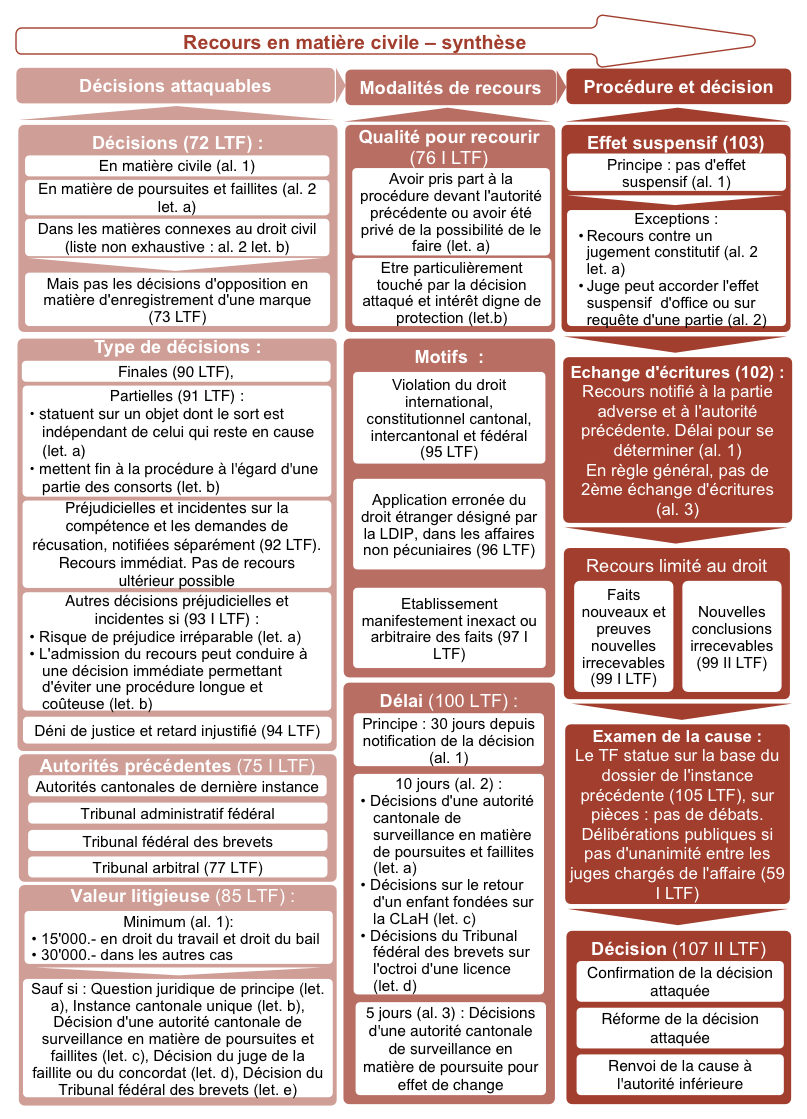 Recours en matière civile – synthèse
Décisions attaquables
Décisions (72 LTF) :
En matière civile (al. 1)
En matière de poursuites et faillites (al. 2
let. a)
Dans les matières connexes au droit civil
(liste non exhaustive : al. 2 let. b)
Mais pas les décisions d'opposition en
matière d'enregistrement d'une marque
(73 LTF)
Type de décisions :
Finales (90 LTF),
Partielles (91 LTF) :
• statuent sur un objet dont le sort est
indépendant de celui qui reste en cause
(let. a)
• mettent fin à la procédure à l'égard d'une
partie des consorts (let. b)
Préjudicielles et incidentes sur la
compétence et les demandes de
récusation, notifiées séparément (92 LTF).
Recours immédiat. Pas de recours
ultérieur possible
Autres décisions préjudicielles et
incidentes si (93 I LTF) :
• Risque de préjudice irréparable (let. a)
• L'admission du recours peut conduire à
une décision immédiate permettant
d'éviter une procédure longue et
coûteuse (let. b)
Déni de justice et retard injustifié (94 LTF)
Autorités précédentes (75 I LTF)
Autorités cantonales de dernière instance
Tribunal administratif fédéral
Tribunal fédéral des brevets
Tribunal arbitral (77 LTF)
Valeur litigieuse (85 LTF) :
Minimum (al. 1):
• 15'000.- en droit du travail et droit du bail
• 30'000.- dans les autres cas
Sauf si : Question juridique de principe (let.
a), Instance cantonale unique (let. b),
Décision d'une autorité cantonale de
surveillance en matière de poursuites et
faillites (let. c), Décision du juge de la
faillite ou du concordat (let. d), Décision du
Tribunal fédéral des brevets (let. e)
Modalités de recours
Qualité pour recourir
(76 I LTF)
Avoir pris part à la
procédure devant l'autorité
précédente ou avoir été
privé de la possibilité de le
faire (let. a)
Etre particulièrement
touché par la décision
attaqué et intérêt digne de
protection (let.b)
Motifs :
Violation du droit
international,
constitutionnel cantonal,
intercantonal et fédéral
(95 LTF)
Application erronée du
droit étranger désigné par
la LDIP, dans les affaires
non pécuniaires (96 LTF)
Etablissement
manifestement inexact ou
arbitraire des faits (97 I
LTF)
Délai (100 LTF) :
Principe : 30 jours depuis
notification de la décision
(al. 1)
10 jours (al. 2) :
• Décisions d'une autorité
cantonale de
surveillance en matière
de poursuites et faillites
(let. a)
• Décisions sur le retour
d'un enfant fondées sur
la CLaH (let. c)
• Décisions du Tribunal
fédéral des brevets sur
l'octroi d'une licence
(let. d)
5 jours (al. 3) : Décisions
d'une autorité cantonale
de surveillance en
matière de poursuite pour
effet de change
Procédure et décision
Effet suspensif (103)
Principe : pas d'effet
suspensif (al. 1)
Exceptions :
• Recours contre un
jugement constitutif (al. 2
let. a)
• Juge peut accorder l'effet
suspensif d'office ou sur
requête d'une partie (al. 2)
Echange d'écritures (102) :
Recours notifié à la partie
adverse et à l'autorité
précédente. Délai pour se
déterminer (al. 1)
En règle général, pas de
2ème échange d'écritures
(al. 3)
Recours limité au droit
Faits
nouveaux et
preuves
nouvelles
irrecevables
(99 I LTF)
Nouvelles
conclusions
irrecevables
(99 II LTF)
Examen de la cause :
Le TF statue sur la base du
dossier de l'instance
précédente (105 LTF), sur
pièces : pas de débats.
Délibérations publiques si
pas d'unanimité entre les
juges chargés de l'affaire (59
I LTF)
Décision (107 II LTF)
Confirmation de la décision
attaquée
Réforme de la décision
attaquée
Renvoi de la cause à
l'autorité inférieure